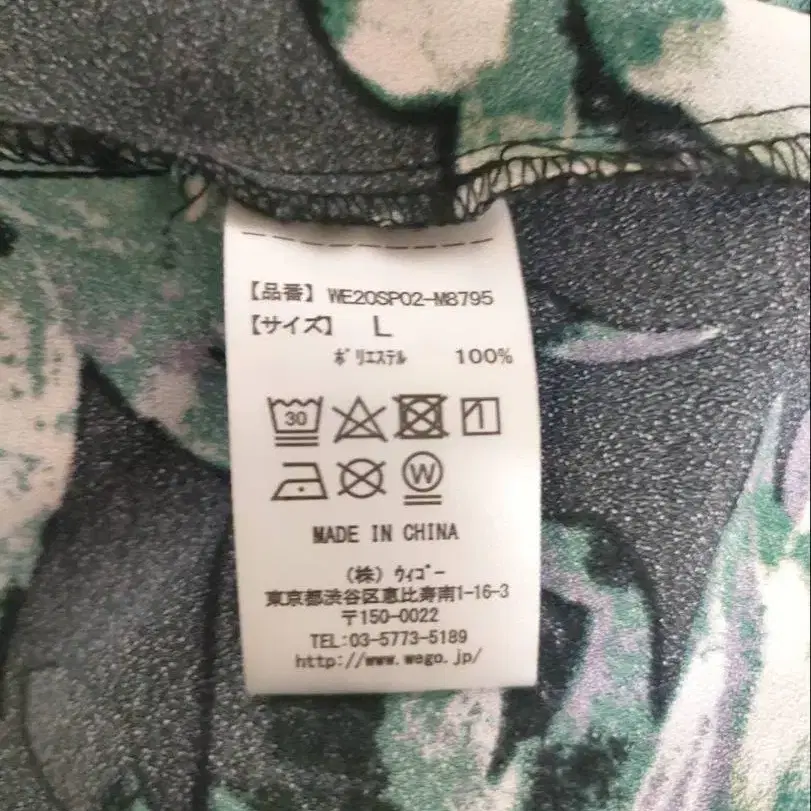 【品番】 WE20SP02-M8795
【サイズ】 L
ポリエステル 100%
30
W
MADE IN CHINA
(株) ウィゴー
東京都渋谷区恵比寿南1-16-3
〒150-0022
TEL:03-5773-5189
http://www.wego.jp/